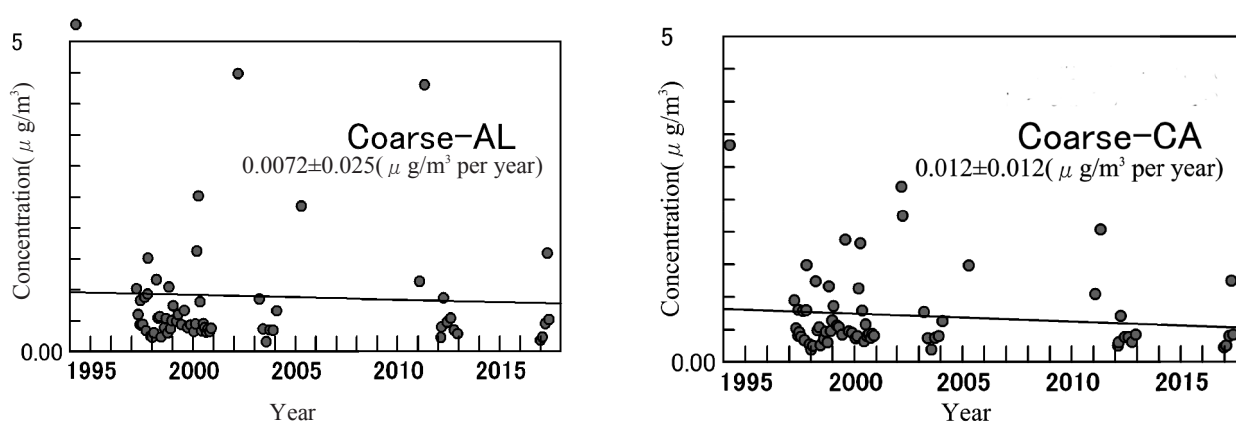 5
Concentration( μ g/m³)
Coarse-AL
0.0072±0.025( μ g/m³ per year)
0.00
1995 2000 2005 2010 2015
Year
5
Concentration( μ g/m³)
Coarse-CA
0.012±0.012( μ g/m³ per year)
0.00
1995 2000 2005 2010 2015
Year